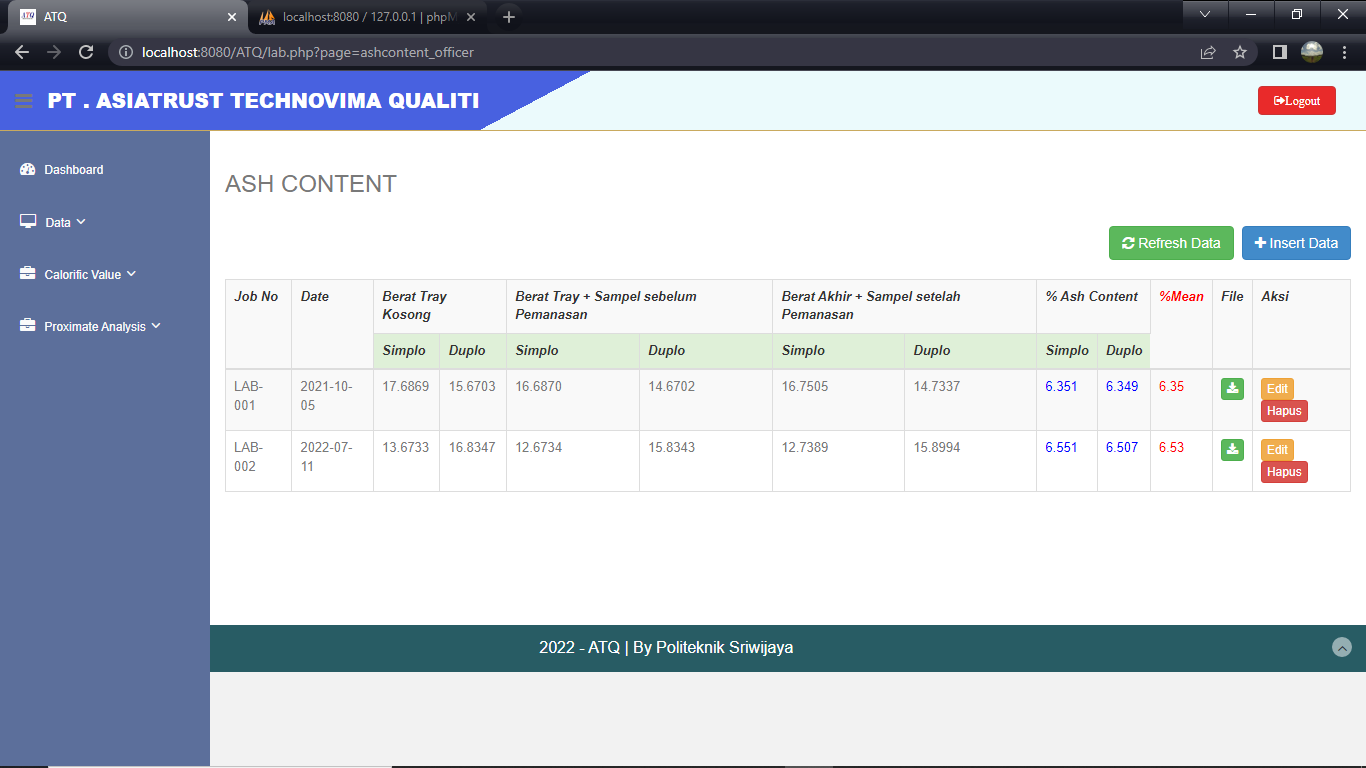 ATQ
localhost:8080 / 127.0.0.1 | phpM
localhost:8080/ATQ/lab.php?page=ashcontent_officer
PT . ASIATRUST TECHNOVIMA QUALITI
Logout
Dashboard
Data
Calorific Value
Proximate Analysis
ASH CONTENT
Refresh Data
Insert Data
Job No Date Berat Tray Kosong Berat Tray + Sampel sebelum Pemanasan Berat Akhir + Sampel setelah Pemanasan % Ash Content %Mean File Aksi
Simplo Duplo Simplo Duplo Simplo Duplo Simplo Duplo
LAB-001 2021-10-05 17.6869 15.6703 16.6870 14.6702 16.7505 14.7337 6.351 6.349 6.35 Edit
Hapus
LAB-002 2022-07-11 13.6733 16.8347 12.6734 15.8343 12.7389 15.8994 6.551 6.507 6.53 Edit
Hapus
2022 - ATQ | By Politeknik Sriwijaya